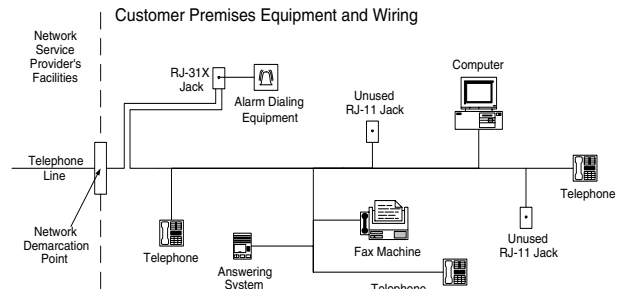 Customer Premises Equipment and Wiring
Network
Service
Provider's
Facilities
RJ-31X
Jack
Alarm Dialing
Equipment
Unused
RJ-11 Jack
Computer
Telephone
Line
Telephone
Network
Demarcation
Point
Telephone
Answering
System
Fax Machine
Unused
RJ-11 Jack
Telephone